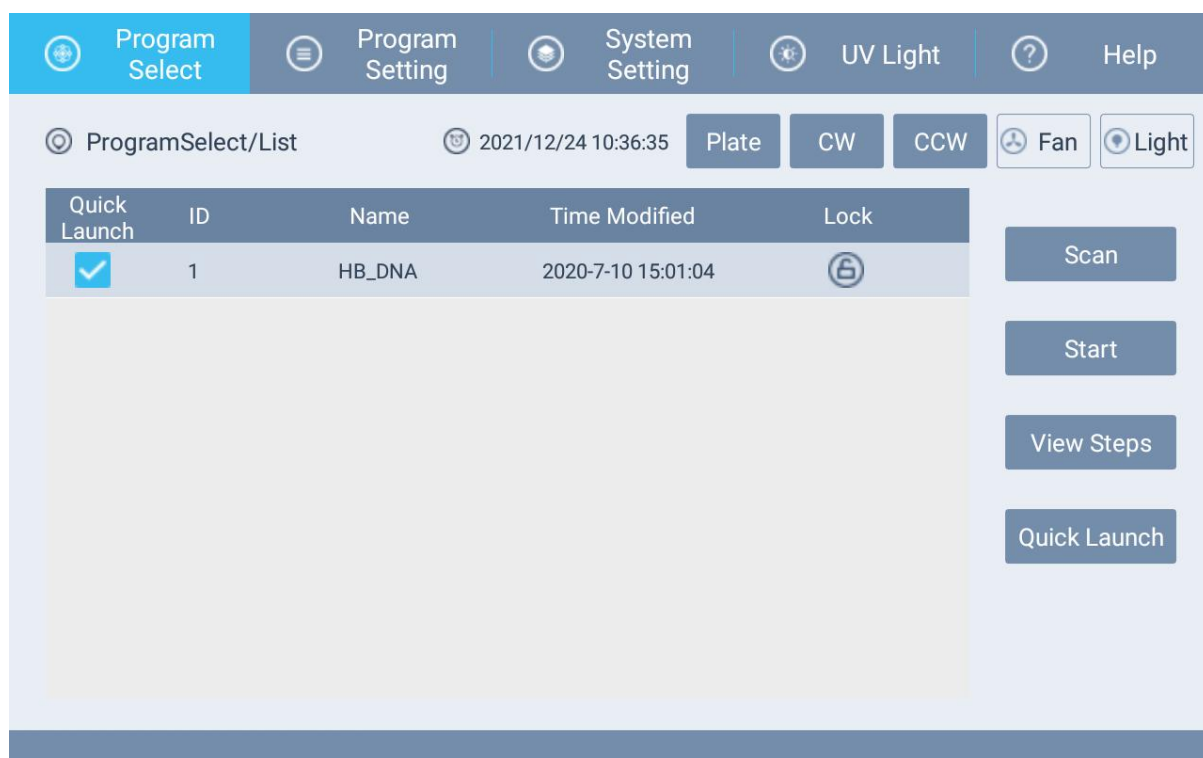 Program
Select
Program
Setting
System
Setting
UV Light
? Help
ProgramSelect/List
2021/12/24 10:36:35
Plate
CW
CCW
Fan
Light
Quick
Launch
ID
Name
Time Modified
Lock
1
HB_DNA
2020-7-10 15:01:04
Scan
Start
View Steps
Quick Launch